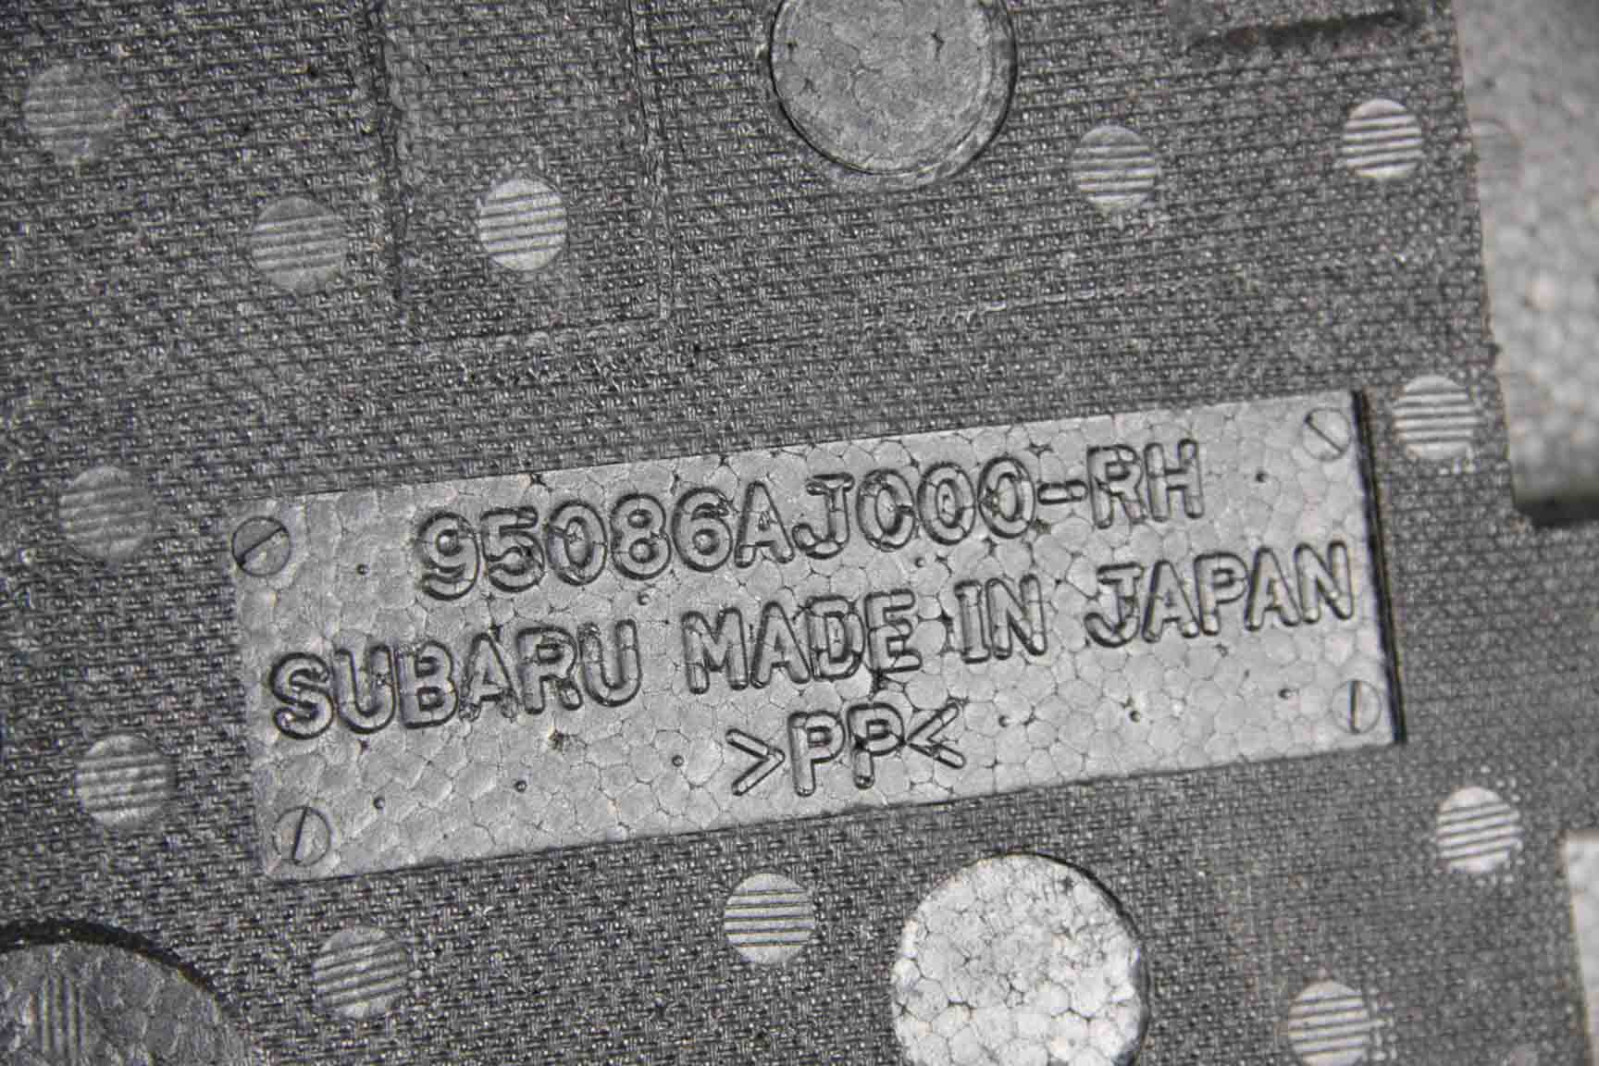 95086AJ000-RH
SUBARU MADE IN JAPAN
>PP<